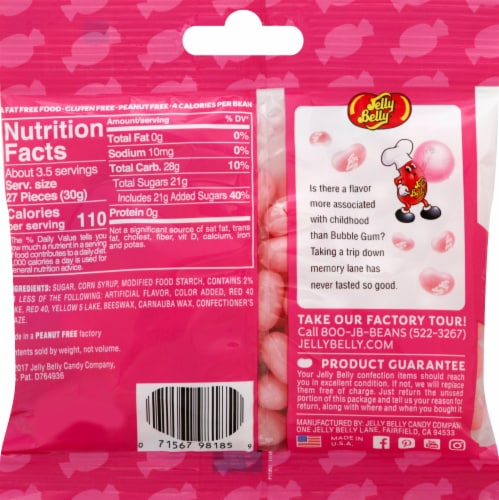 A FAT FREE FOOD • GLUTEN FREE • PEANUT FREE • 4 CALORIES PER BEAN
Nutrition
Facts
About 3.5 servings
Serv. size
27 Pieces (30g)
Calories
per serving 110
The % Daily Value tells you
how much a nutrient in a serving
of food contributes to a daily diet.
2,000 calories a day is used for
general nutrition advice.
Amount/serving % DV*
Total Fat 0g 0%
Sodium 10mg 0%
Total Carb. 28g 10%
Total Sugars 21g
Includes 21g Added Sugars 40%
Protein 0g
Not a significant source of sat fat, trans
fat, cholest, fiber, vit D, calcium, iron
and potas.
INGREDIENTS: SUGAR, CORN SYRUP, MODIFIED FOOD STARCH, CONTAINS 2%
OR LESS OF THE FOLLOWING: ARTIFICIAL FLAVOR, COLOR ADDED, RED 40
LAKE, RED 40, YELLOW 5 LAKE, BEESWAX, CARNAUBA WAX, CONFECTIONER'S
GLAZE.
Made in a PEANUT FREE factory
Contents sold by weight, not volume.
2017 Jelly Belly Candy Company,
U.S. Pat. D764936
0 71567 98185 9
Jelly
Belly
Is there a flavor
more associated
with childhood
than Bubble Gum?
Taking a trip down
memory lane has
never tasted so good.
TAKE OUR FACTORY TOUR!
Call 800-JB-BEANS (522-3267)
JELLYBELLY.COM
PRODUCT GUARANTEE
Your Jelly Belly confection items should reach
you in excellent condition. If not, we will replace
them free of charge. Just return the unused
portion of this package and tell us your reason for
return, along with where and when you bought it.
MANUFACTURED BY: JELLY BELLY CANDY COMPANY
ONE JELLY BELLY LANE, FAIRFIELD, CA 94533
MADE IN
U.S.A.